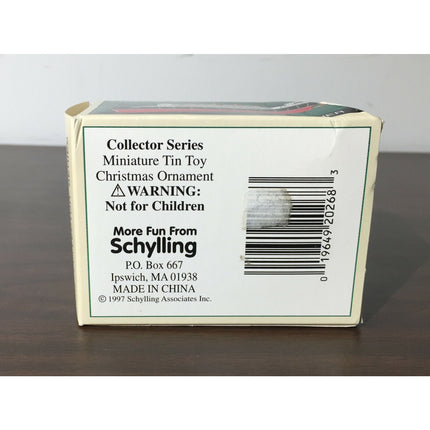 Collector Series
Miniature Tin Toy
Christmas Ornament
⚠WARNING:
Not for Children
More Fun From
Schylling
P.O. Box 667
Ipswich, MA 01938
MADE IN CHINA
© 1997 Schylling Associates Inc.
0 19649 20268 3